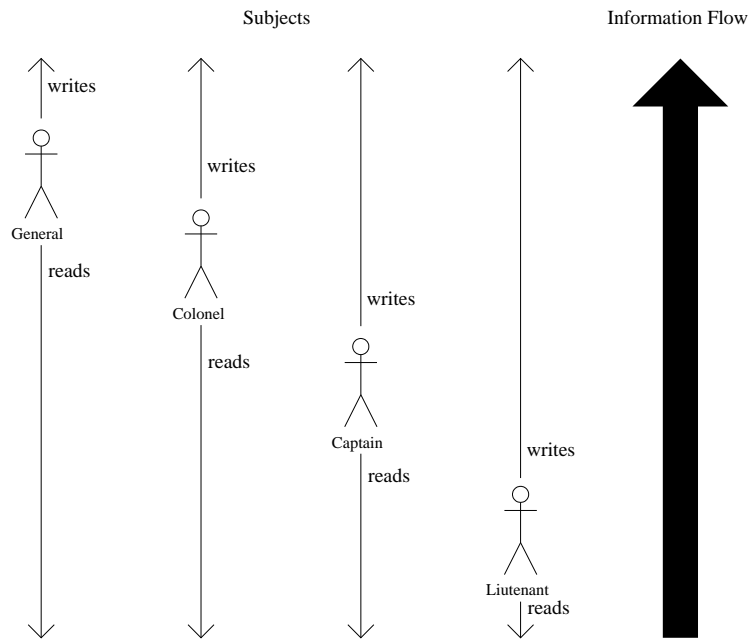 Subjects
Information Flow
writes
General
reads
writes
Colonel
reads
writes
Captain
reads
writes
Liutenant
reads